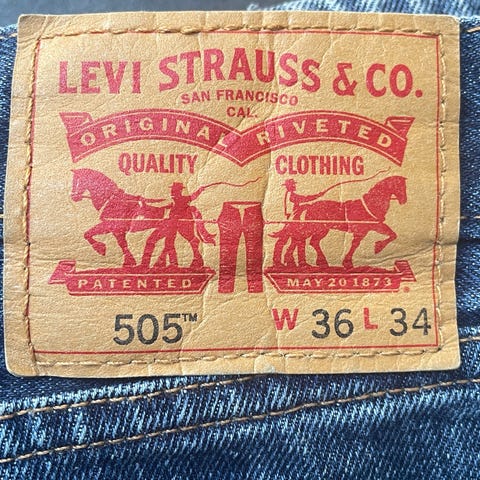 LEVI STRAUSS & CO.
SAN FRANCISCO
CAL.
ORIGINAL RIVETED
QUALITY CLOTHING
PATENTED MAY 20 1873
505™ W 36 L 34